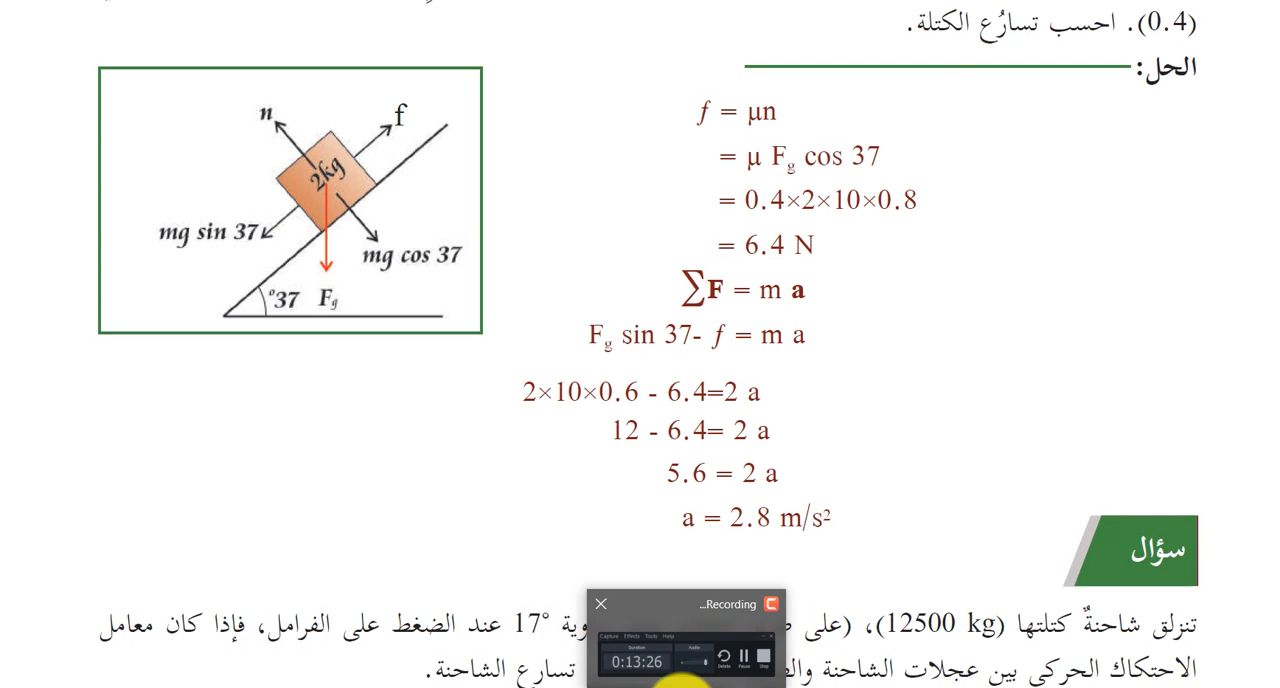 (0.4). احسب تسارُع الكتلة.
الحل:
n
f
2kg
mg sin 37
mg cos 37
°37
Fg
f = μn
= μ Fg cos 37
= 0.4×2×10×0.8
= 6.4 N
∑F = m a
Fg sin 37- f = m a
2×10×0.6 - 6.4=2 a
12 - 6.4= 2 a
5.6 = 2 a
a = 2.8 m/s²
سؤال
تنزلق شاحنةٌ كتلتها (12500 kg)، (على 17° عند الضغط على الفرامل، فإذا كان معامل
الاحتكاك الحركي بين عجلات الشاحنة تسارع الشاحنة.
Recording...
Capture Effects Tools Help
Duration
Audio
0:13:26
Delete Pause Stop